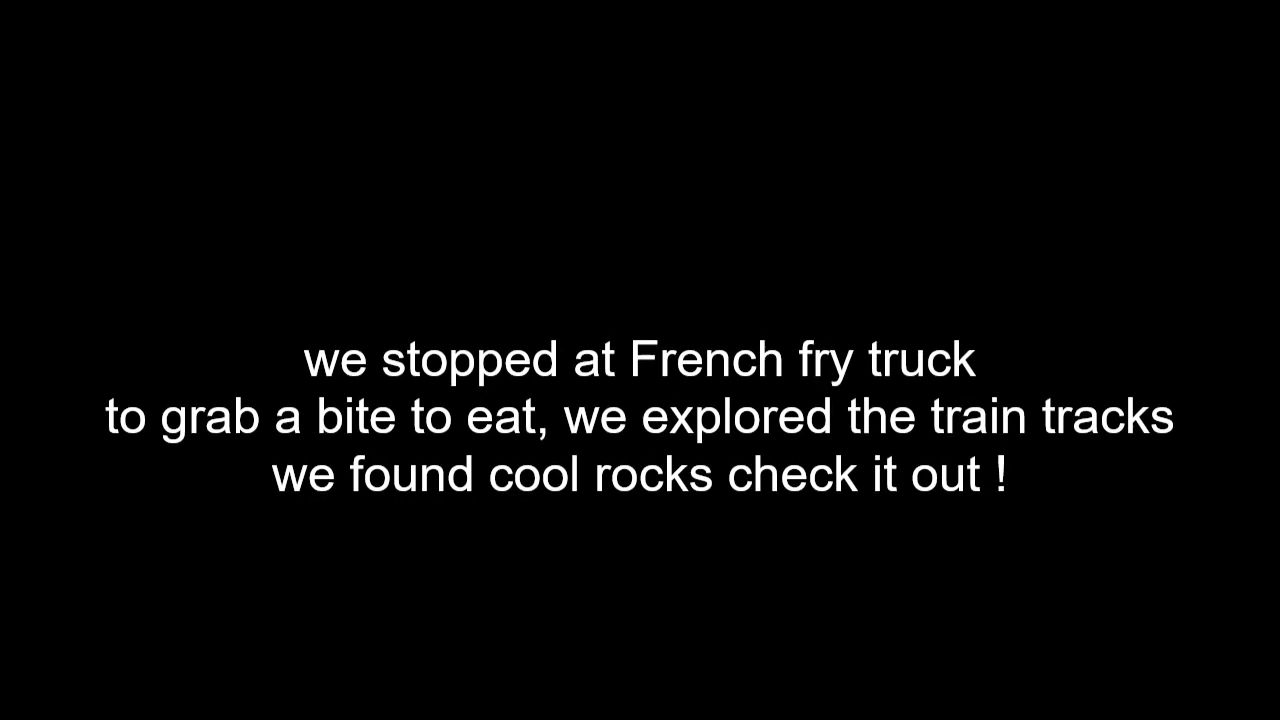 we stopped at French fry truck
to grab a bite to eat, we explored the train tracks
we found cool rocks check it out !